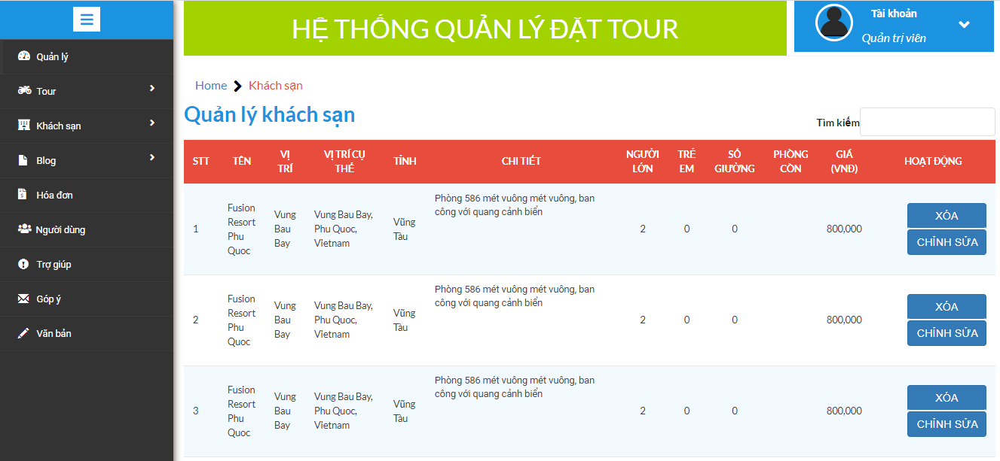 HỆ THỐNG QUẢN LÝ ĐẶT TOUR
Tài khoản
Quản trị viên
Quản lý
Tour
Khách sạn
Blog
Hóa đơn
Người dùng
Trợ giúp
Góp ý
Văn bản
Home Khách sạn
Quản lý khách sạn
Tìm kiếm
STT TÊN VỊ TRÍ VỊ TRÍ CỤ THỂ TỈNH CHI TIẾT NGƯỜI LỚN TRẺ EM SỐ GIƯỜNG PHÒNG CÒN GIÁ (VNĐ) HOẠT ĐỘNG
1
Fusion
Resort
Phu
Quoc
Vung
Bau
Bay
Vung Bau Bay,
Phu Quoc,
Vietnam
Vũng
Tàu
Phòng 586 mét vuông mét vuông, ban
công với quang cảnh biển
2 0 0 800,000
XÓA
CHỈNH SỬA
2
Fusion
Resort
Phu
Quoc
Vung
Bau
Bay
Vung Bau Bay,
Phu Quoc,
Vietnam
Vũng
Tàu
Phòng 586 mét vuông mét vuông, ban
công với quang cảnh biển
2 0 0 800,000
XÓA
CHỈNH SỬA
3
Fusion
Resort
Phu
Quoc
Vung
Bau
Bay
Vung Bau Bay,
Phu Quoc,
Vietnam
Vũng
Tàu
Phòng 586 mét vuông mét vuông, ban
công với quang cảnh biển
2 0 0 800,000
XÓA
CHỈNH SỬA